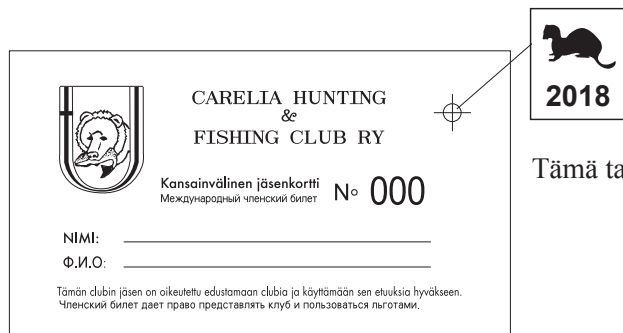 CARELIA HUNTING
&
FISHING CLUB RY
2018
Tämä ta
Kansainvälinen jäsenkortti
Международный членский билет
N° 000
NIMI:
Ф.И.О:
Tämän clubin jäsen on oikeutettu edustamaan clubia ja käyttämään sen etuuksia hyväkseen.
Членский билет дает право представлять клуб и пользоваться льготами.